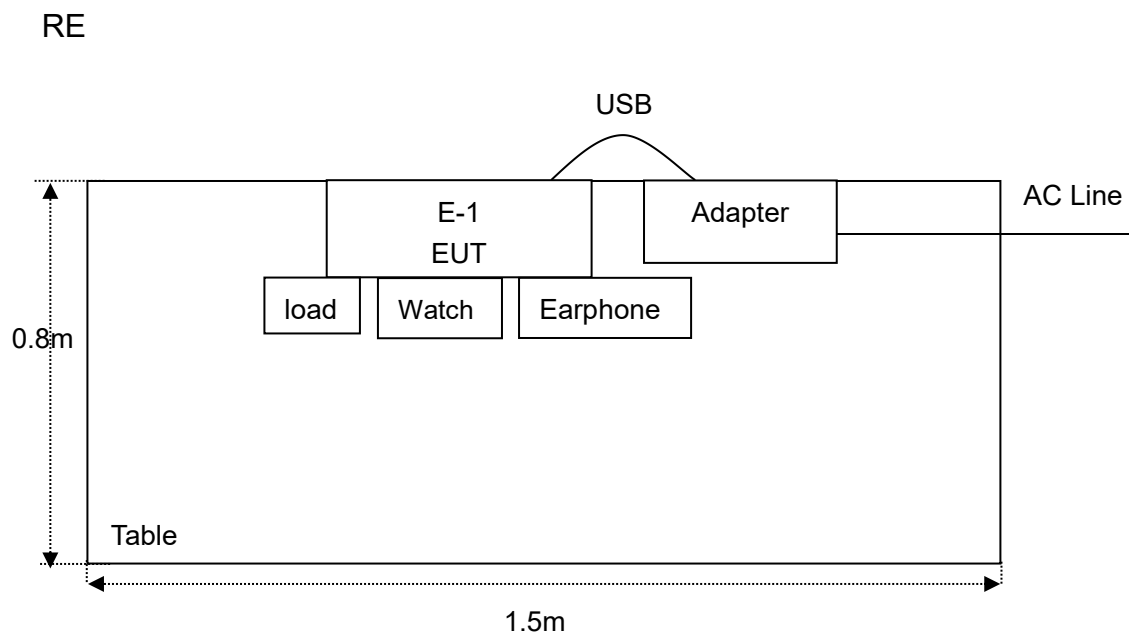 RE
USB
E-1
EUT
Adapter
AC Line
load
Watch
Earphone
0.8m
Table
1.5m